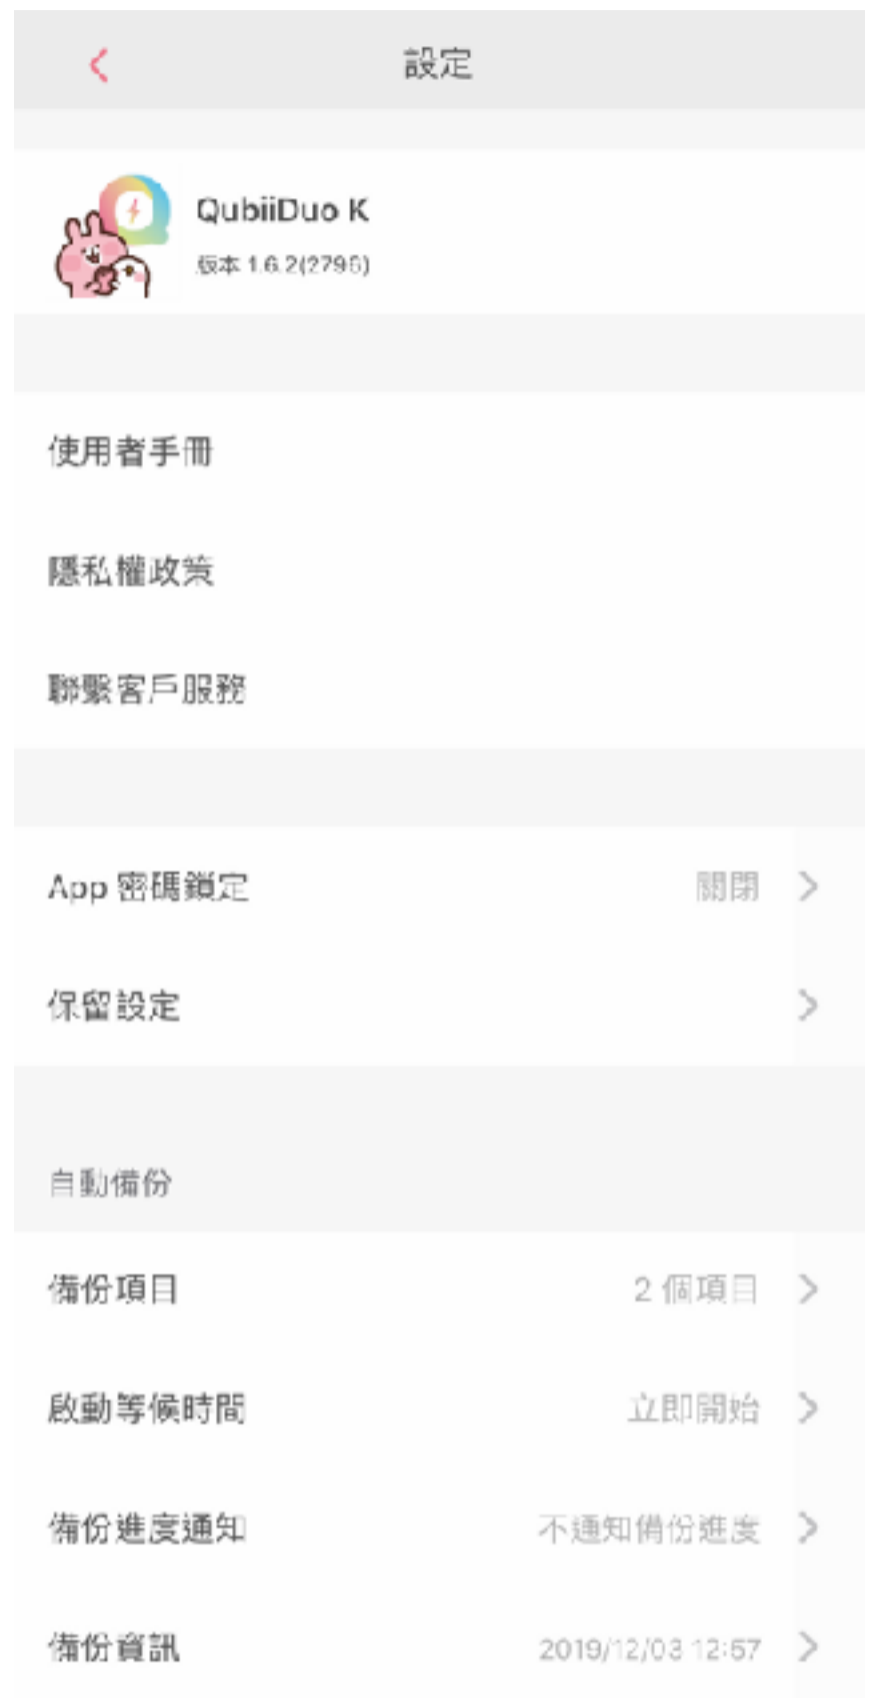 設定
QubiiDuo K
版本 1.6.2(2796)
使用者手冊
隱私權政策
聯繫客戶服務
App 密碼鎖定 關閉
保留設定
自動備份
備份項目 2 個項目
啟動等候時間 立即開始
備份進度通知 不通知備份進度
備份資訊 2019/12/03 12:57